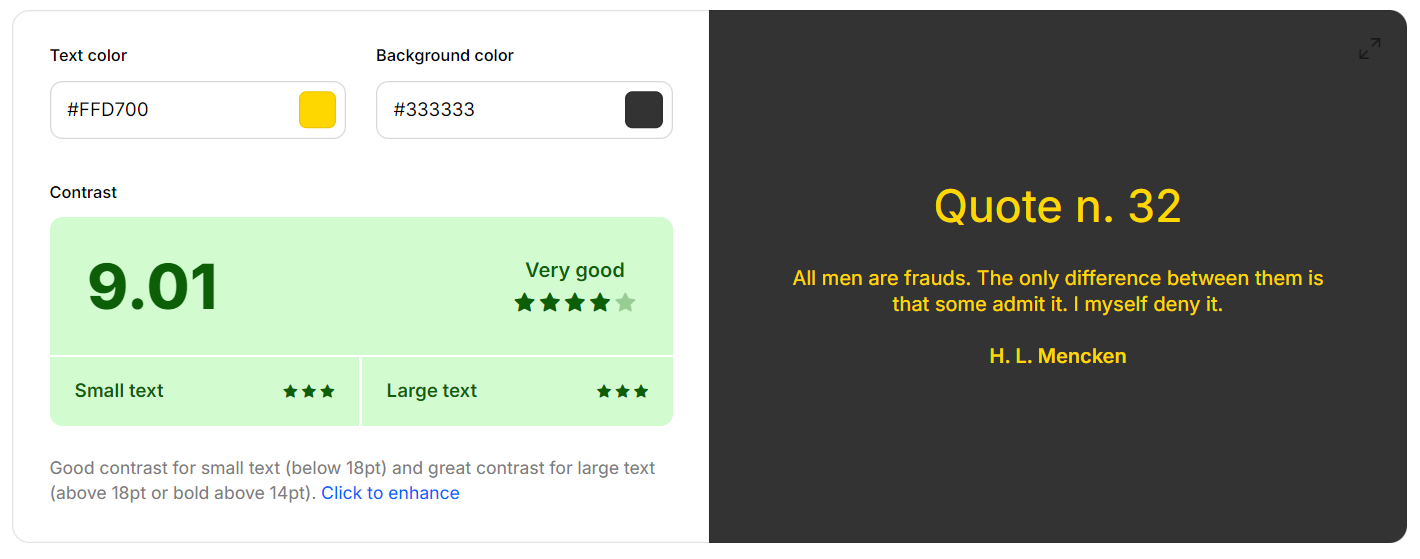 Text color
Background color
#FFD700
#333333
Contrast
9.01
Very good
Small text
Large text
Good contrast for small text (below 18pt) and great contrast for large text
(above 18pt or bold above 14pt). Click to enhance
Quote n. 32
All men are frauds. The only difference between them is
that some admit it. I myself deny it.
H. L. Mencken